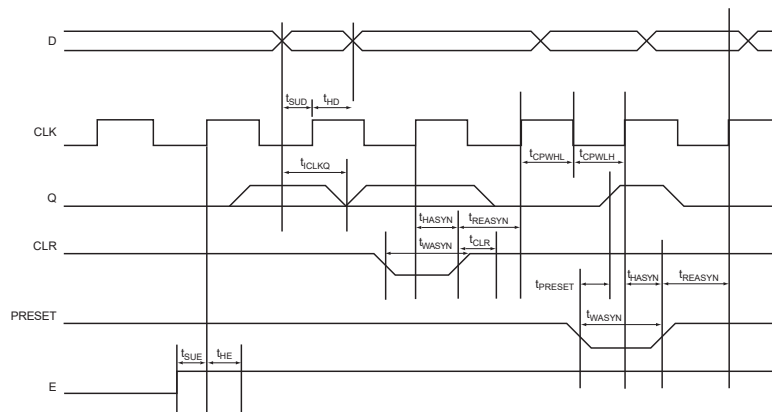 D
tSUD tHD
CLK
tCPWHL tCPWLH
tICLKQ
Q
tHASYN tREASYN
tWASYN tCLR
CLR
tPRESET tHASYN tREASYN
PRESET
tWASYN
tSUE tHE
E